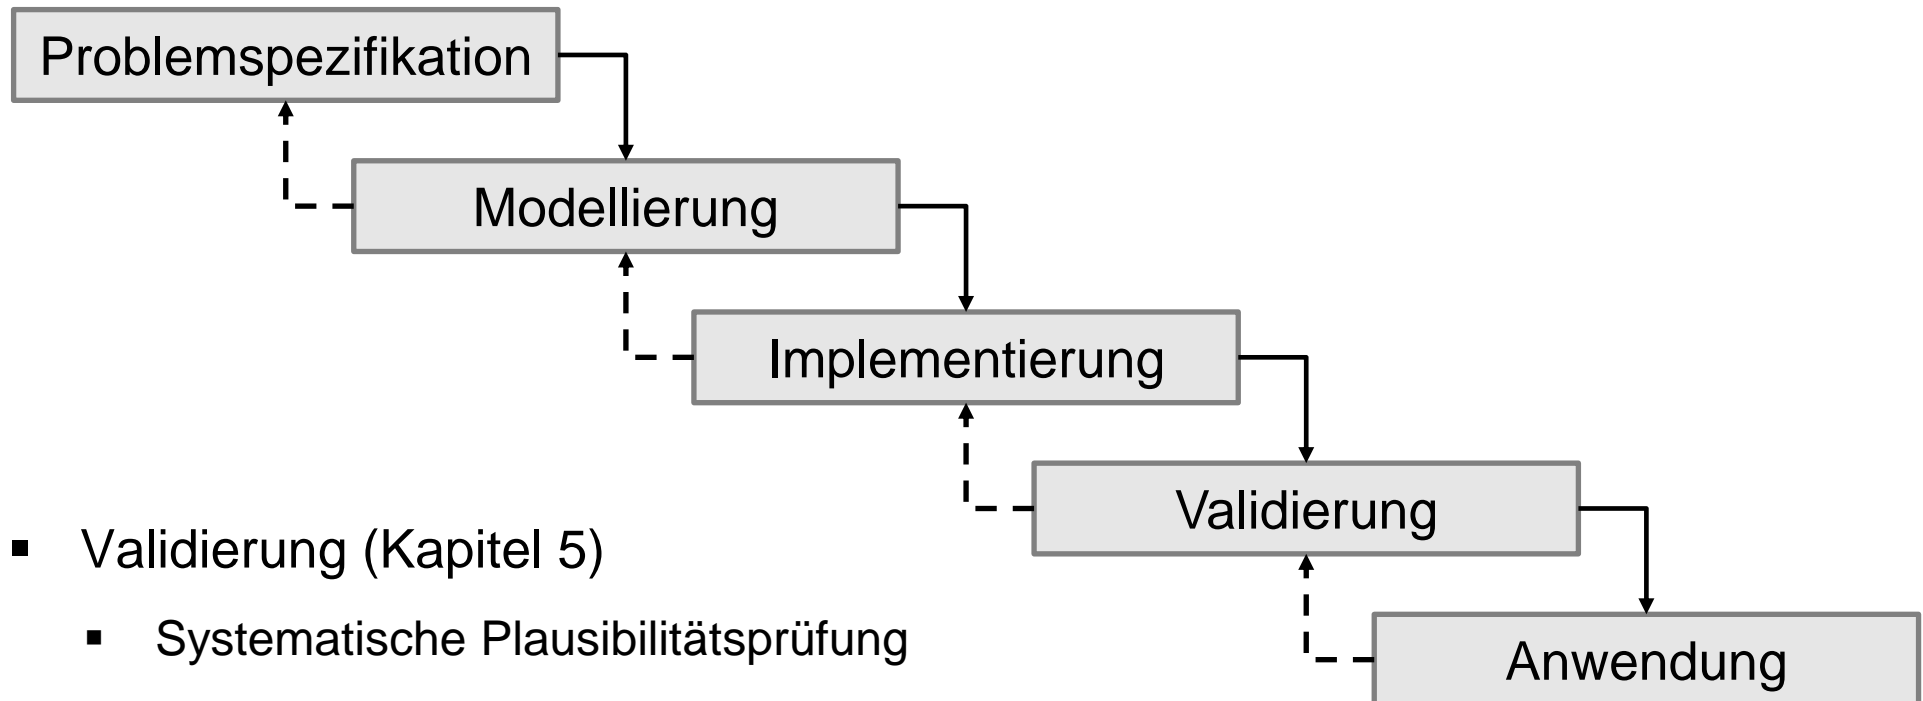 Problemspezifikation
Modellierung
Implementierung
Validierung
Anwendung
▪ Validierung (Kapitel 5)
▪ Systematische Plausibilitätsprüfung